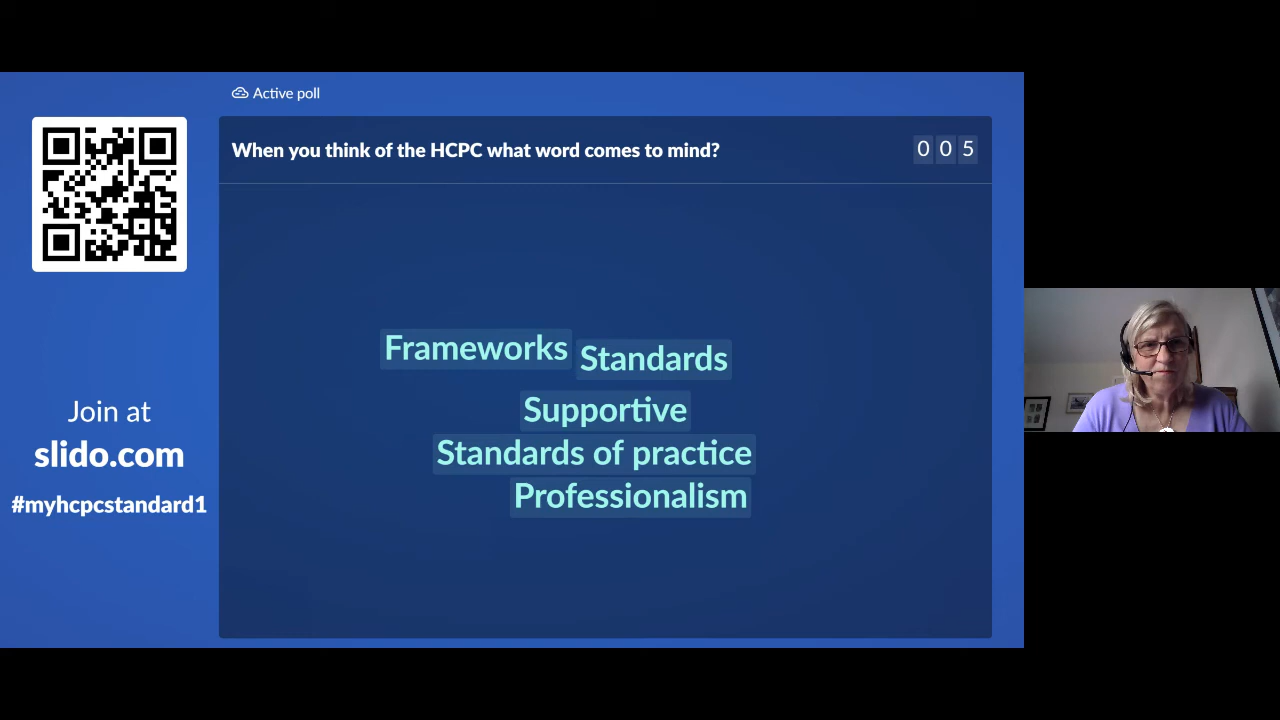 Active poll
When you think of the HCPC what word comes to mind?
0 0 5
Frameworks
Standards
Supportive
Standards of practice
Professionalism
Join at
slido.com
#myhcpcstandard1